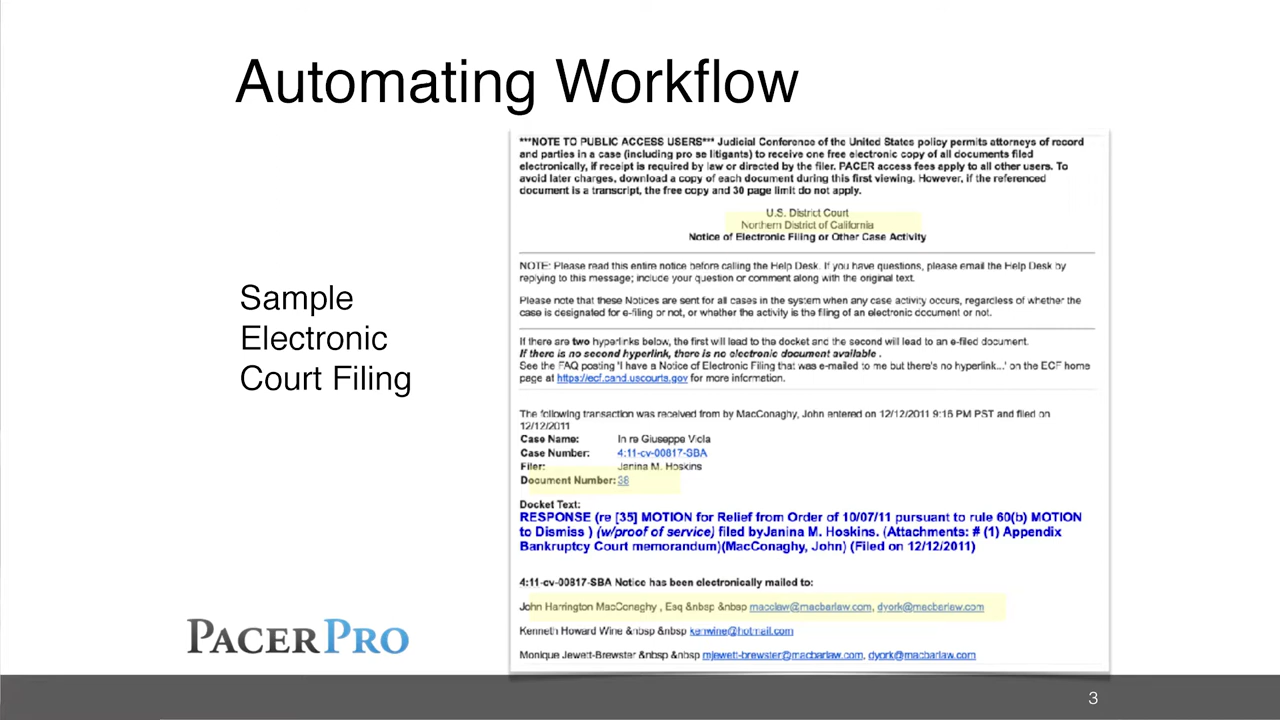 Automating Workflow
Sample
Electronic
Court Filing
***NOTE TO PUBLIC ACCESS USERS*** Judicial Conference of the United States policy permits attorneys of record
and parties in a case (including pro se litigants) to receive one free electronic copy of all documents filed
electronically, if receipt is required by law or directed by the filer. PACER access fees apply to all other users. To
avoid later charges, download a copy of each document during this first viewing. However, if the referenced
document is a transcript, the free copy and 30 page limit do not apply.
U.S. District Court
Northern District of California
Notice of Electronic Filing or Other Case Activity
NOTE: Please read this entire notice before calling the Help Desk. If you have questions, please email the Help Desk by
replying to this message; include your question or comment along with the original text.
Please note that these Notices are sent for all cases in the system when any case activity occurs, regardless of whether the
case is designated for e-filing or not, or whether the activity is the filing of an electronic document or not.
If there are two hyperlinks below, the first will lead to the docket and the second will lead to an e-filed document.
If there is no second hyperlink, there is no electronic document available .
See the FAQ posting 'I have a Notice of Electronic Filing that was e-mailed to me but there's no hyperlink...' on the ECF home
page at https://ecf.cand.uscourts.gov for more information.
The following transaction was received from by MacConaghy, John entered on 12/12/2011 9:16 PM PST and filed on
12/12/2011
Case Name: In re Giuseppe Viola
Case Number: 4:11-cv-00817-SBA
Filer: Janina M. Hoskins
Document Number: 38
Docket Text:
RESPONSE (re [35] MOTION for Relief from Order of 10/07/11 pursuant to rule 60(b) MOTION
to Dismiss ) (w/proof of service) filed byJanina M. Hoskins. (Attachments: # (1) Appendix
Bankruptcy Court memorandum)(MacConaghy, John) (Filed on 12/12/2011)
4:11-cv-00817-SBA Notice has been electronically mailed to:
John Harrington MacConaghy , Esq &nbsp &nbsp macclaw@macbarlaw.com, dyork@macbarlaw.com
Kenneth Howard Wine &nbsp &nbsp kenwine@hotmail.com
Monique Jewett-Brewster &nbsp &nbsp mjewett-brewster@macbarlaw.com, dyork@macbarlaw.com
PACERPRO
3